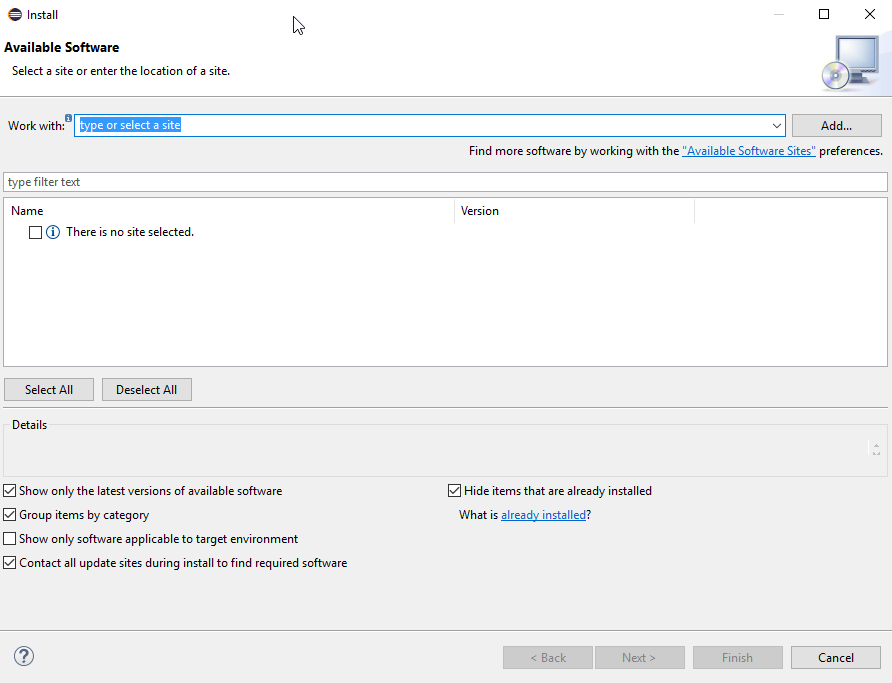 Install
Available Software
Select a site or enter the location of a site.
Work with: type or select a site Add...
Find more software by working with the "Available Software Sites" preferences.
type filter text
Name Version
There is no site selected.
Select All Deselect All
Details
Show only the latest versions of available software Hide items that are already installed
Group items by category What is already installed?
Show only software applicable to target environment
Contact all update sites during install to find required software
? < Back Next > Finish Cancel